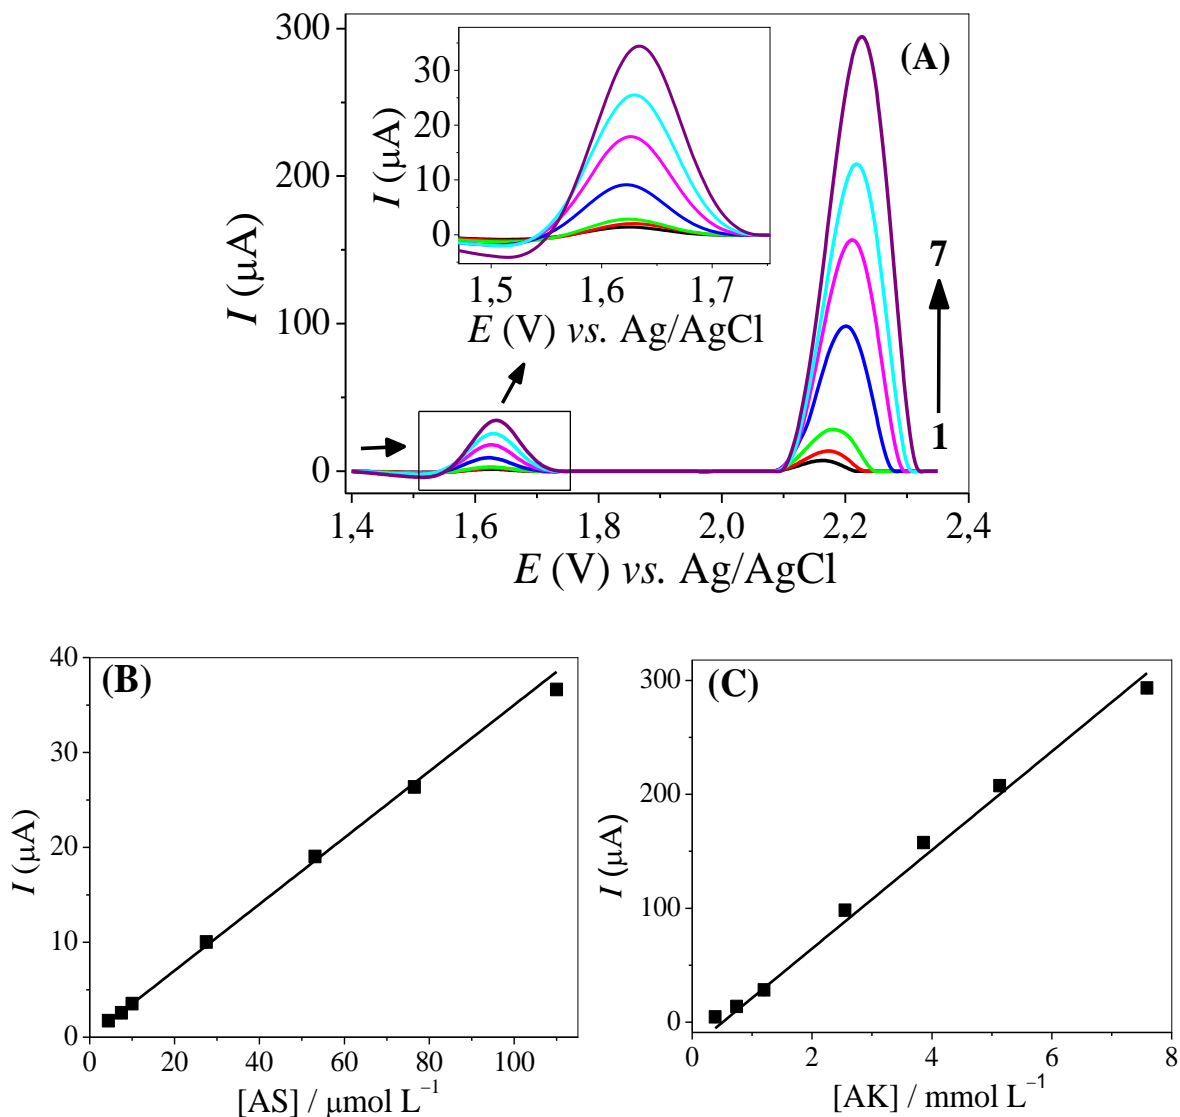 (A)
300
200
100
0
I (μA)
30
20
10
0
I (μA)
1,5 1,6 1,7
E (V) vs. Ag/AgCl
7
1
1,4 1,6 1,8 2,0 2,2 2,4
E (V) vs. Ag/AgCl
(B)
40
30
20
10
0
I (μA)
0 20 40 60 80 100
[AS] / μmol L⁻¹
(C)
300
200
100
0
I (μA)
0 2 4 6 8
[AK] / mmol L⁻¹